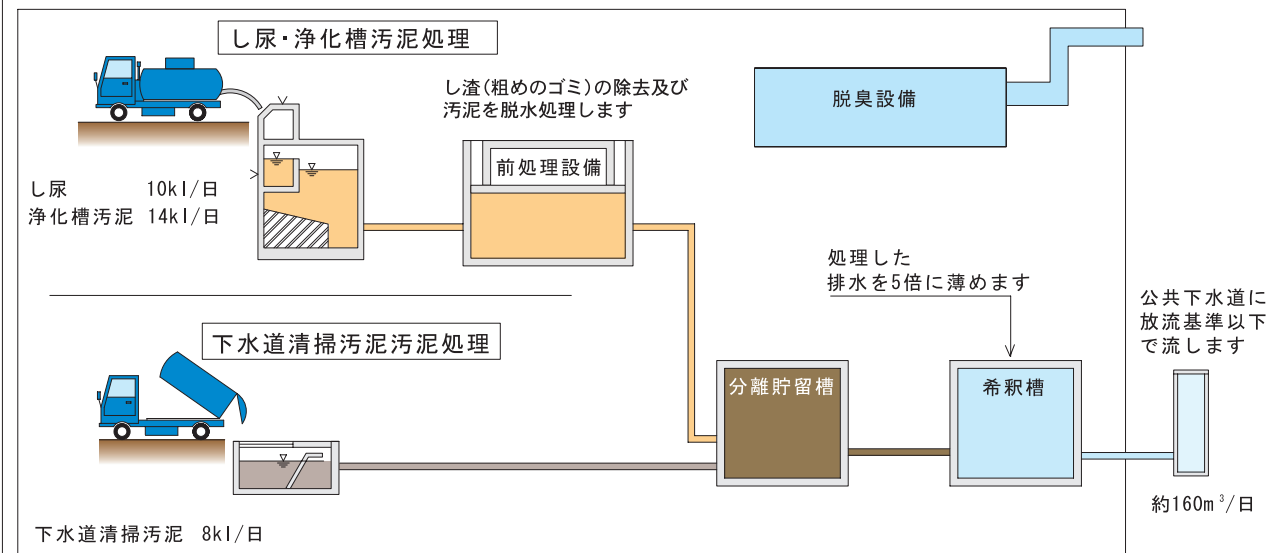 し尿・浄化槽汚泥処理
し渣(粗めのゴミ)の除去及び
汚泥を脱水処理します
脱臭設備
前処理設備
し尿 10kl/日
浄化槽汚泥 14kl/日
処理した
排水を5倍に薄めます
公共下水道に
放流基準以下
で流します
下水道清掃汚泥汚泥処理
分離貯留槽
希釈槽
約160m³/日
下水道清掃汚泥 8kl/日